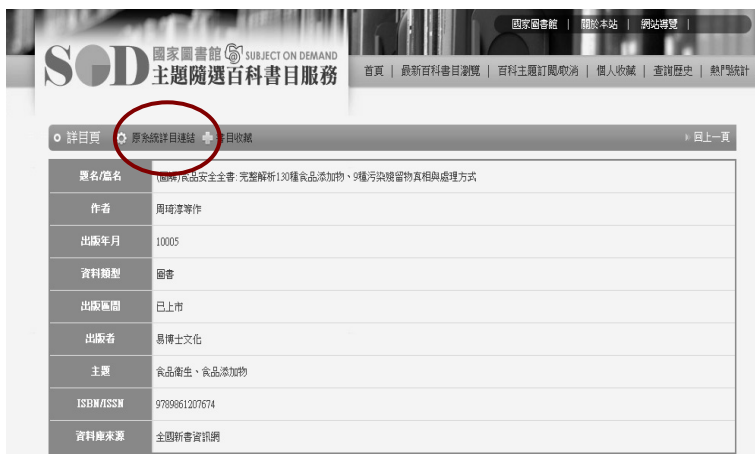 國家圖書館 | 關於本站 | 網站導覽 |
SOD 國家圖書館 SUBJECT ON DEMAND
主題隨選百科書目服務
首頁 | 最新百科書目瀏覽 | 百科主題訂閱/取消 | 個人收藏 | 查詢歷史 | 熱門統計
詳目頁 原系統詳目連結 書目收藏 回上一頁
題名/篇名 (圖解)食品安全全書: 完整解析130種食品添加物、9種污染殘留物真相與處理方式
作者 周琦淳等作
出版年月 10005
資料類型 圖書
出版區間 已上市
出版者 易博士文化
主題 食品衛生、食品添加物
ISBN/ISSN 9789861207674
資料庫來源 全國新書資訊網